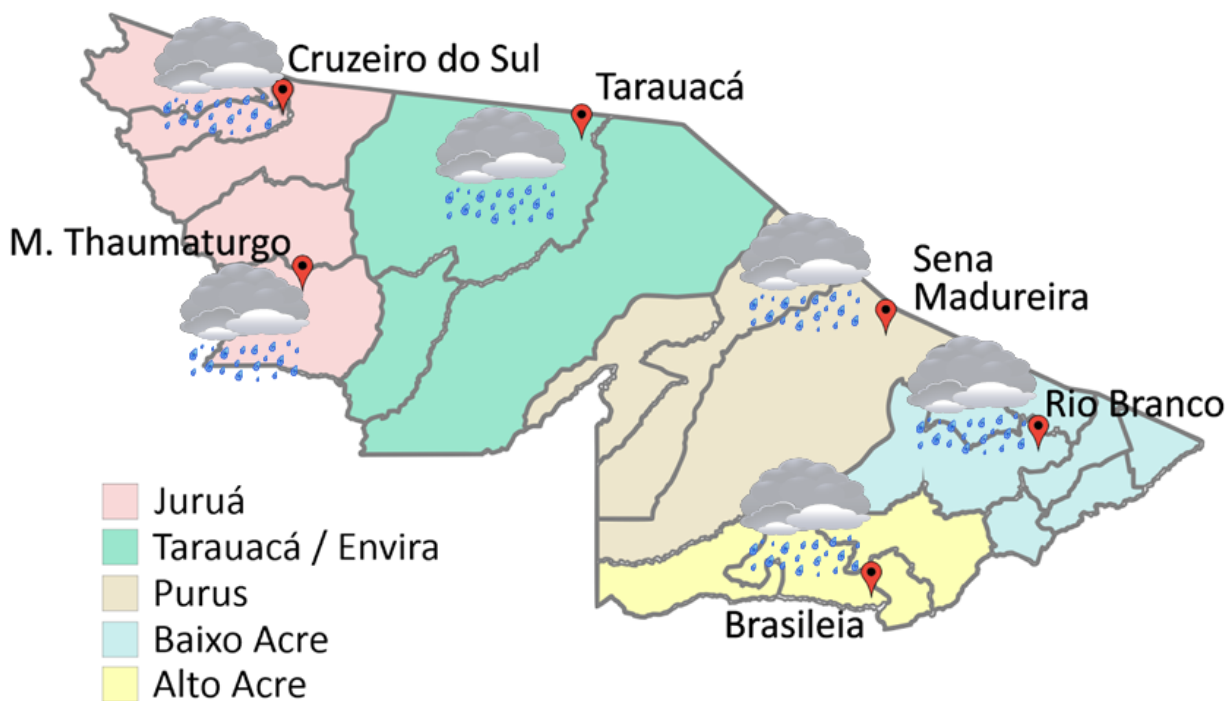 Cruzeiro do Sul
Tarauacá
M. Thaumaturgo
Sena
Madureira
Rio Branco
Brasileia
Juruá
Tarauacá / Envira
Purus
Baixo Acre
Alto Acre